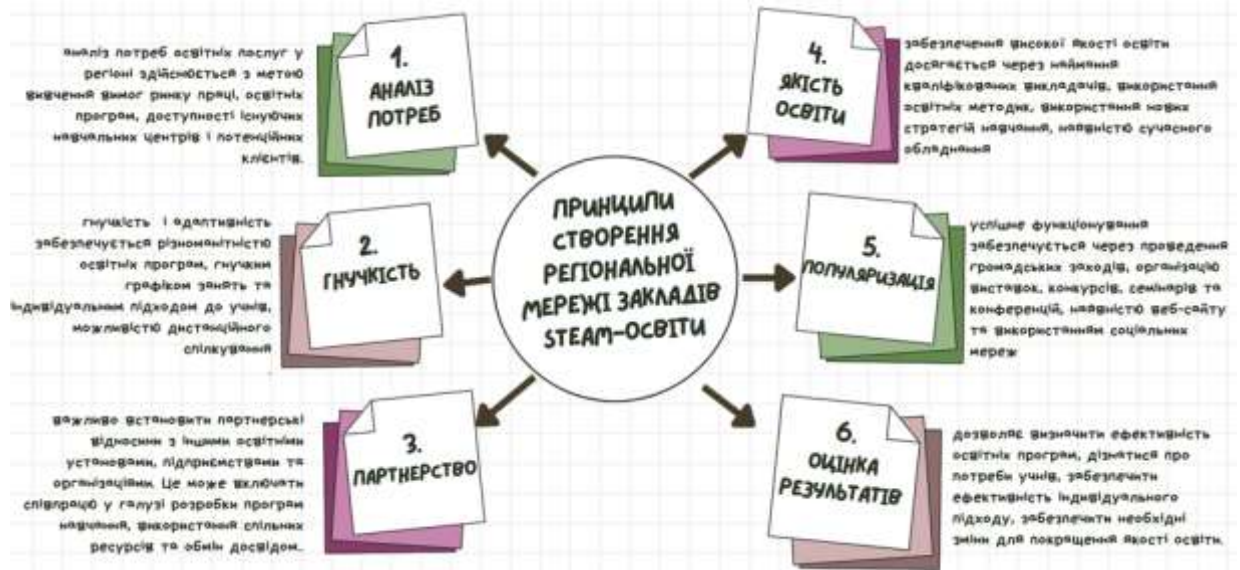 ПРИНЦИПИ
СТВОРЕННЯ
РЕГІОНАЛЬНОЇ
МЕРЕЖІ ЗАКЛАДІВ
STEAM-ОСВІТИ
1.
АНАЛІЗ
ПОТРЕБ
аналіз потреб освітніх послуг у
регіоні здійснюється з метою
вивчення вимог ринку праці, освітніх
програм, доступності існуючих
навчальних центрів і потенційних
клієнтів.
2.
ГНУЧКІСТЬ
гнучкість і адаптивність
забезпечується різноманітністю
освітніх програм, гнучким
графіком занять та
індивідуальним підходом до учнів,
можливістю дистанційного
спілкування
3.
ПАРТНЕРСТВО
важливо встановити партнерські
відносини з іншими освітніми
установами, підприємствами та
організаціями. Це може включати
співпрацю у галузі розробки програм
навчання, використання спільних
ресурсів та обмін досвідом.
4.
ЯКІСТЬ
ОСВІТИ
забезпечення високої якості освіти
досягається через наймання
кваліфікованих викладачів, використання
освітніх методик, використання нових
стратегій навчання, наявністю сучасного
обладнання
5.
ПОПУЛЯРИЗАЦІЯ
успішне функціонування
забезпечується через проведення
громадських заходів, організацію
виставок, конкурсів, семінарів та
конференцій, наявністю веб-сайту
та використанням соціальних
мереж
6.
ОЦІНКА
РЕЗУЛЬТАТІВ
дозволяє визначити ефективність
освітніх програм, дізнатися про
потреби учнів, забезпечити
ефективність індивідуального
підходу, забезпечити необхідні
зміни для покращення якості освіти.